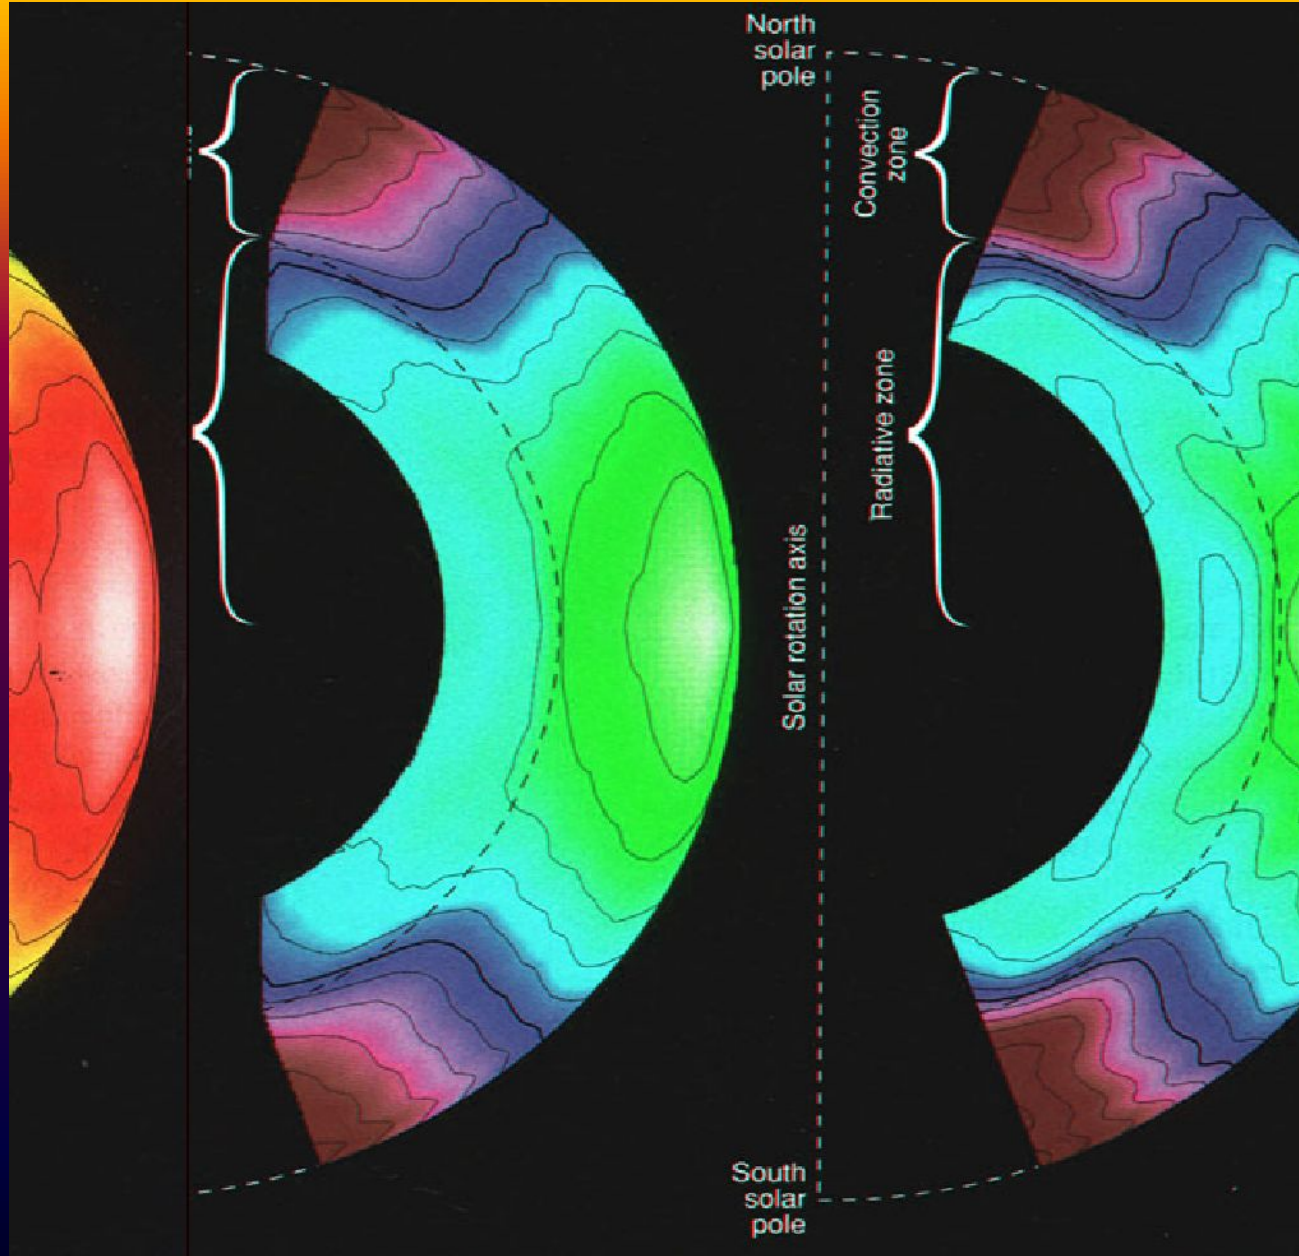 North
solar
pole
Convection
zone
Radiative zone
Solar rotation axis
South
solar
pole